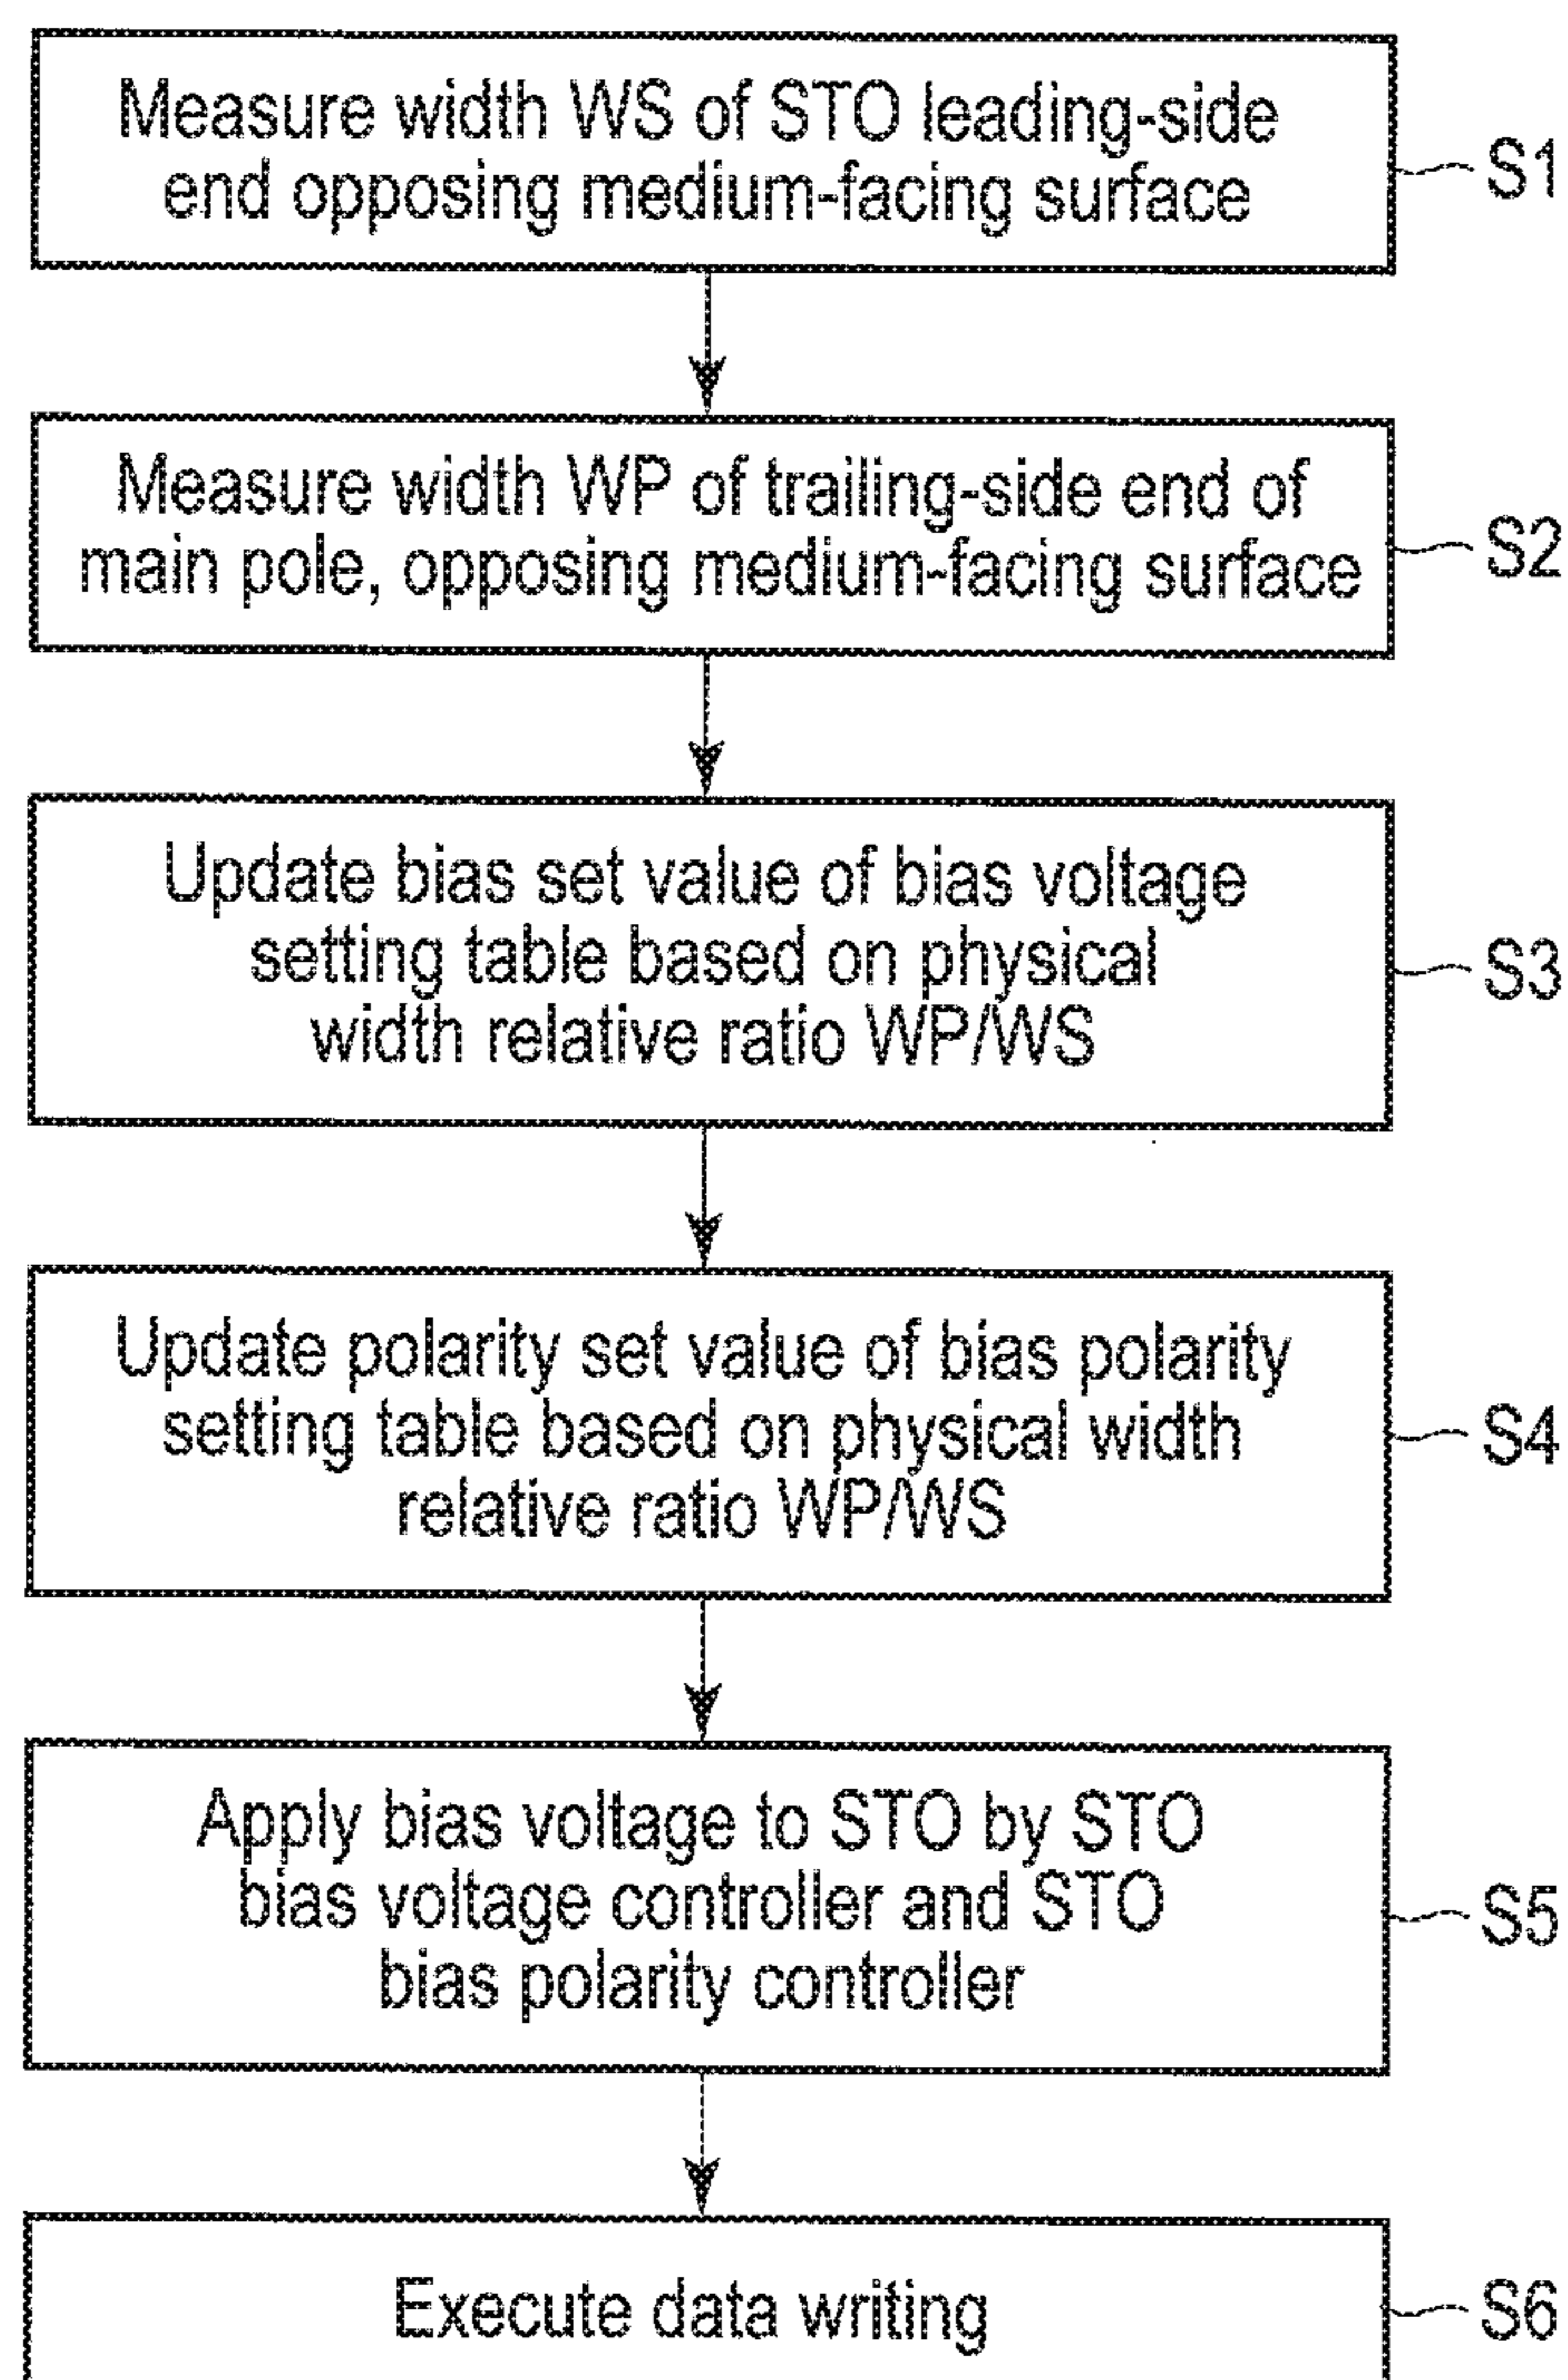 Measure width WS of STO leading-side
end opposing medium-facing surface
S1
Measure width WP of trailing-side end of
main pole, opposing medium-facing surface
S2
Update bias set value of bias voltage
setting table based on physical
width relative ratio WP/WS
S3
Update polarity set value of bias polarity
setting table based on physical width
relative ratio WP/WS
S4
Apply bias voltage to STO by STO
bias voltage controller and STO
bias polarity controller
S5
Execute data writing
S6